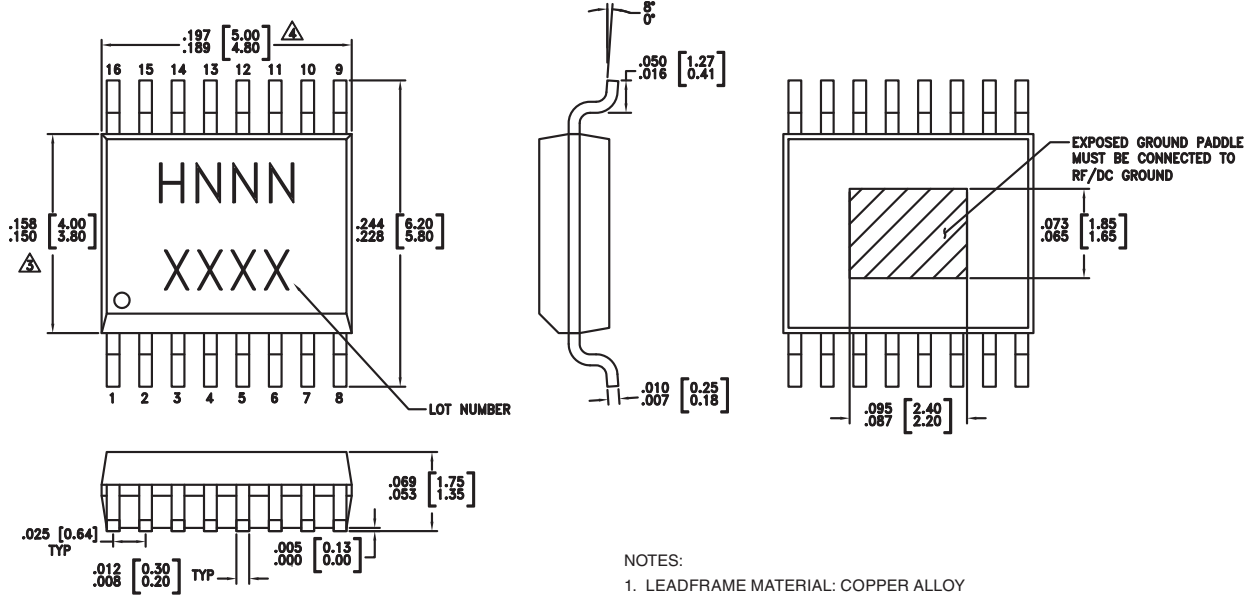 .197 [5.00]
.189 [4.80]
4
16 15 14 13 12 11 10 9
HNNN
XXXX
.158 [4.00]
.150 [3.80]
3
.244 [6.20]
.228 [5.80]
1 2 3 4 5 6 7 8
LOT NUMBER
8°
0°
.050 [1.27]
.016 [0.41]
.010 [0.25]
.007 [0.18]
EXPOSED GROUND PADDLE
MUST BE CONNECTED TO
RF/DC GROUND
.073 [1.85]
.065 [1.65]
.095 [2.40]
.087 [2.20]
.069 [1.75]
.053 [1.35]
.025 [0.64]
TYP
.012 [0.30]
.008 [0.20]
TYP
.005 [0.13]
.000 [0.00]
NOTES:
1. LEADFRAME MATERIAL: COPPER ALLOY